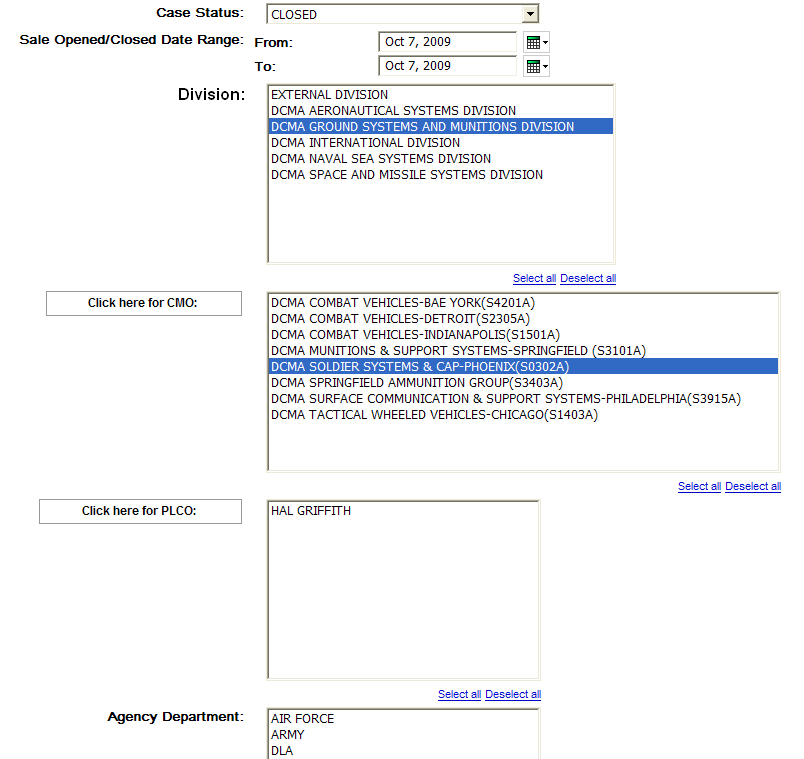 Case Status: CLOSED
Sale Opened/Closed Date Range: From: Oct 7, 2009
To: Oct 7, 2009
Division:
EXTERNAL DIVISION
DCMA AERONAUTICAL SYSTEMS DIVISION
DCMA GROUND SYSTEMS AND MUNITIONS DIVISION
DCMA INTERNATIONAL DIVISION
DCMA NAVAL SEA SYSTEMS DIVISION
DCMA SPACE AND MISSILE SYSTEMS DIVISION
Select all Deselect all
Click here for CMO:
DCMA COMBAT VEHICLES-BAE YORK(S4201A)
DCMA COMBAT VEHICLES-DETROIT(S2305A)
DCMA COMBAT VEHICLES-INDIANAPOLIS(S1501A)
DCMA MUNITIONS & SUPPORT SYSTEMS-SPRINGFIELD (S3101A)
DCMA SOLDIER SYSTEMS & CAP-PHOENIX(S0302A)
DCMA SPRINGFIELD AMMUNITION GROUP(S3403A)
DCMA SURFACE COMMUNICATION & SUPPORT SYSTEMS-PHILADELPHIA(S3915A)
DCMA TACTICAL WHEELED VEHICLES-CHICAGO(S1403A)
Select all Deselect all
Click here for PLCO:
HAL GRIFFITH
Select all Deselect all
Agency Department:
AIR FORCE
ARMY
DLA